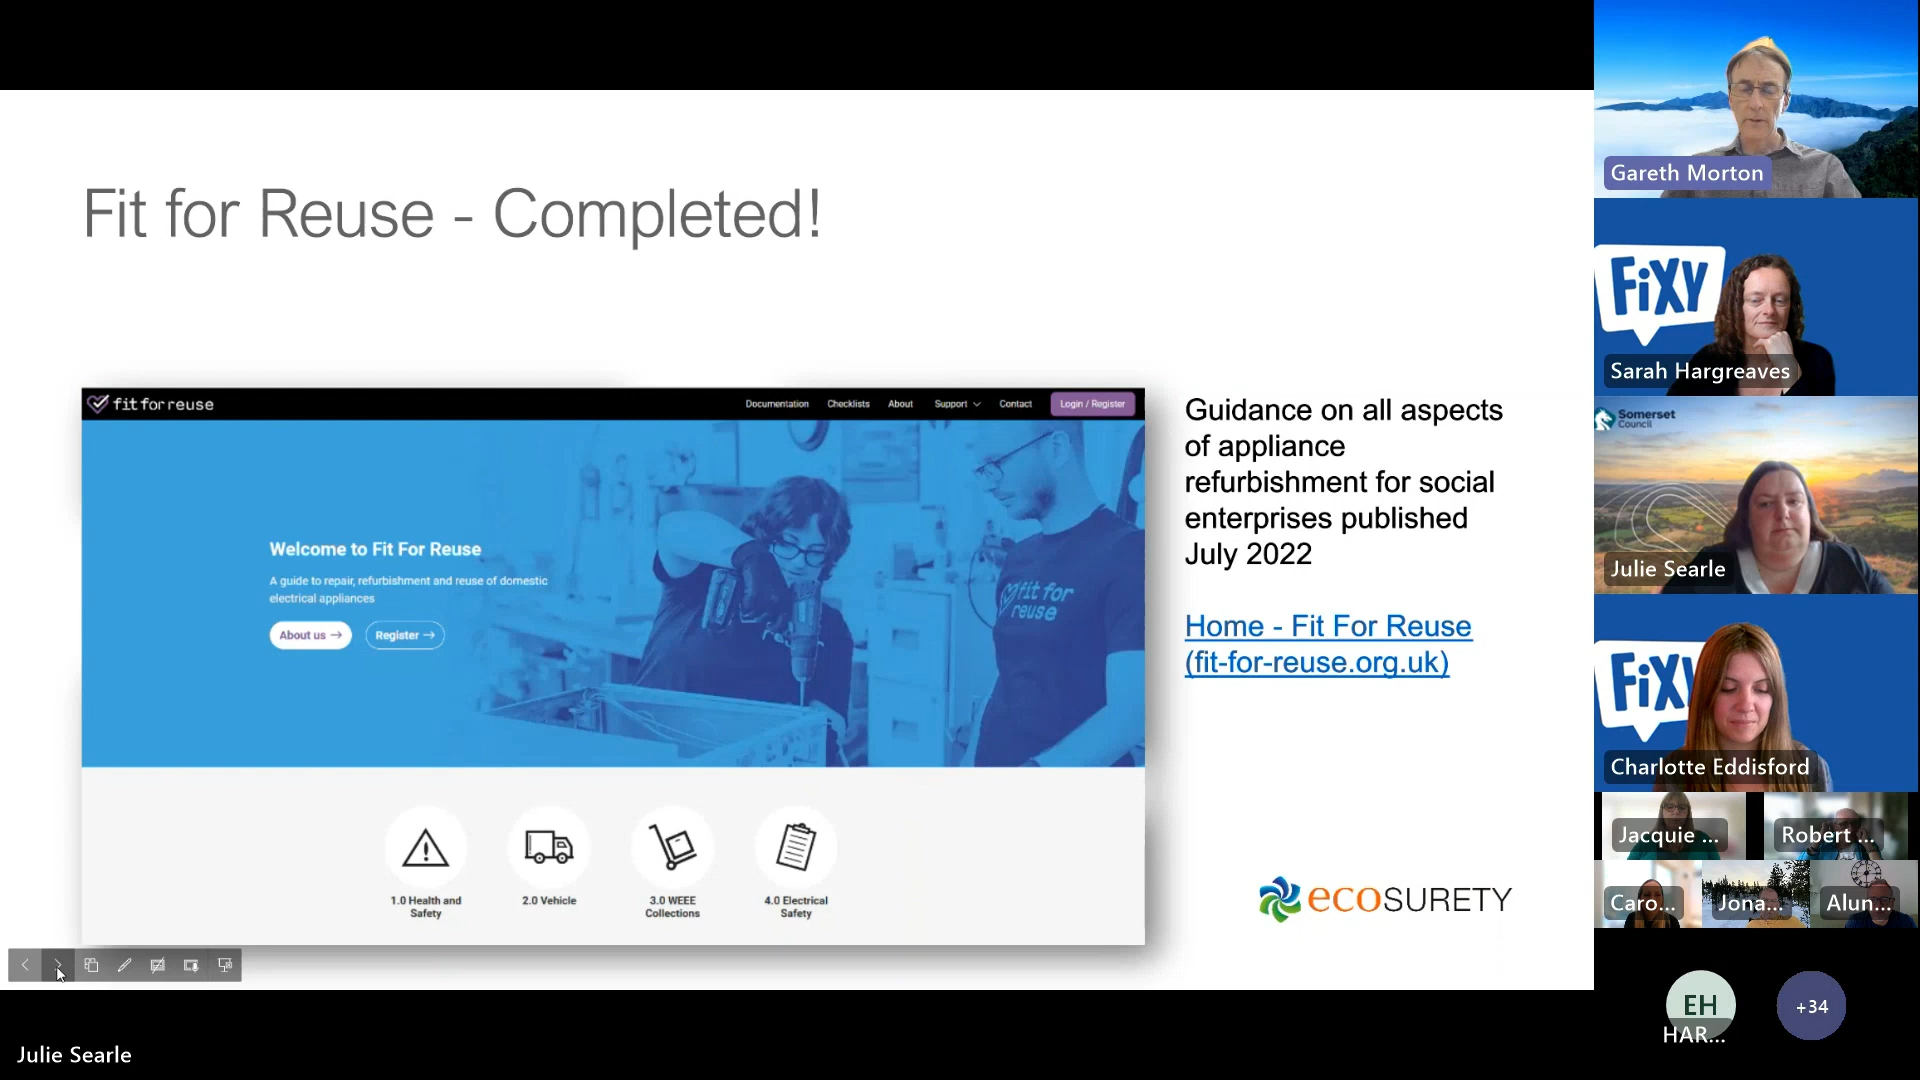 Fit for Reuse - Completed!
fit for reuse
Documentation
Checklists
About
Support
Contact
Login / Register
Welcome to Fit For Reuse
A guide to repair, refurbishment and reuse of domestic
electrical appliances
About us →
Register →
fit for
reuse
1.0 Health and
Safety
2.0 Vehicle
3.0 WEEE
Collections
4.0 Electrical
Safety
Guidance on all aspects
of appliance
refurbishment for social
enterprises published
July 2022
Home - Fit For Reuse
(fit-for-reuse.org.uk)
ecoSURETY
Julie Searle
Gareth Morton
FiXY
Sarah Hargreaves
Somerset
Council
Julie Searle
FiXY
Charlotte Eddisford
Jacquie ...
Robert ...
Caro...
Jona...
Alun...
EH
HAR...
+34